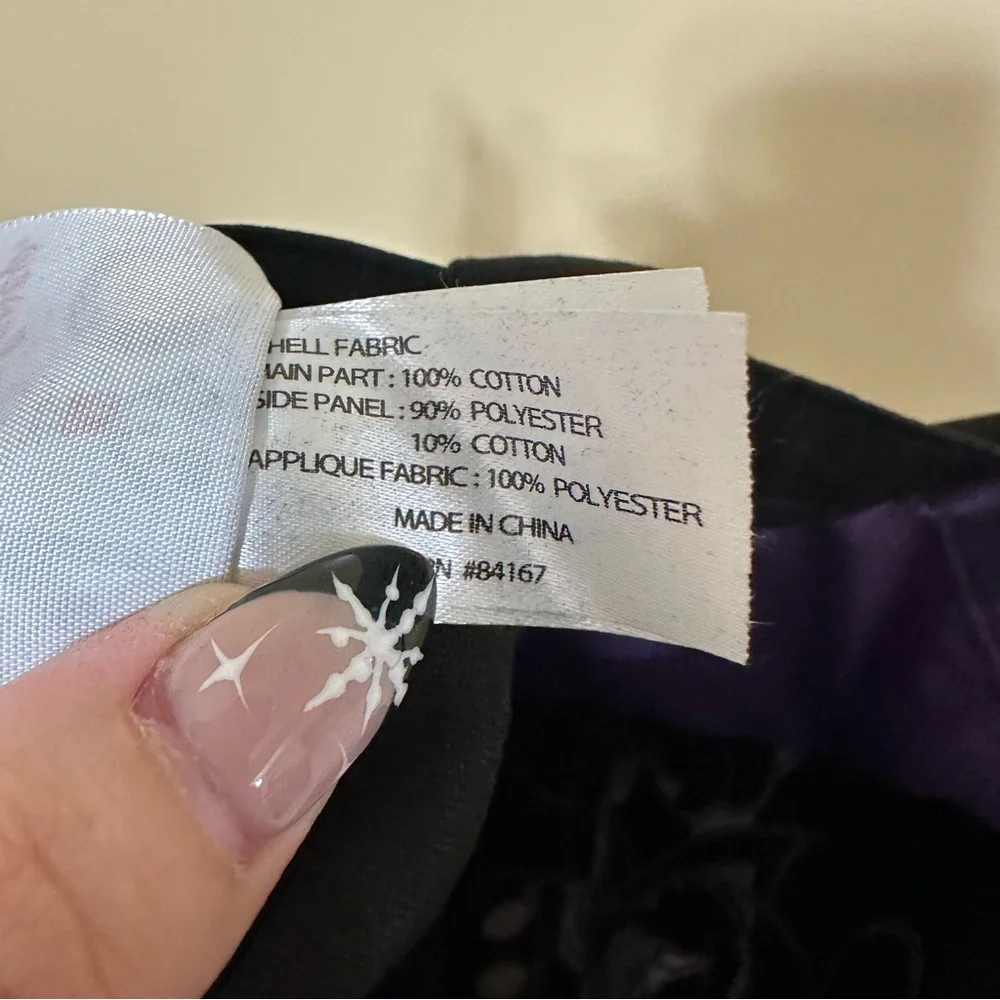 HELL FABRIC
MAIN PART : 100% COTTON
SIDE PANEL : 90% POLYESTER
10% COTTON
APPLIQUE FABRIC : 100% POLYESTER
MADE IN CHINA
RN #84167